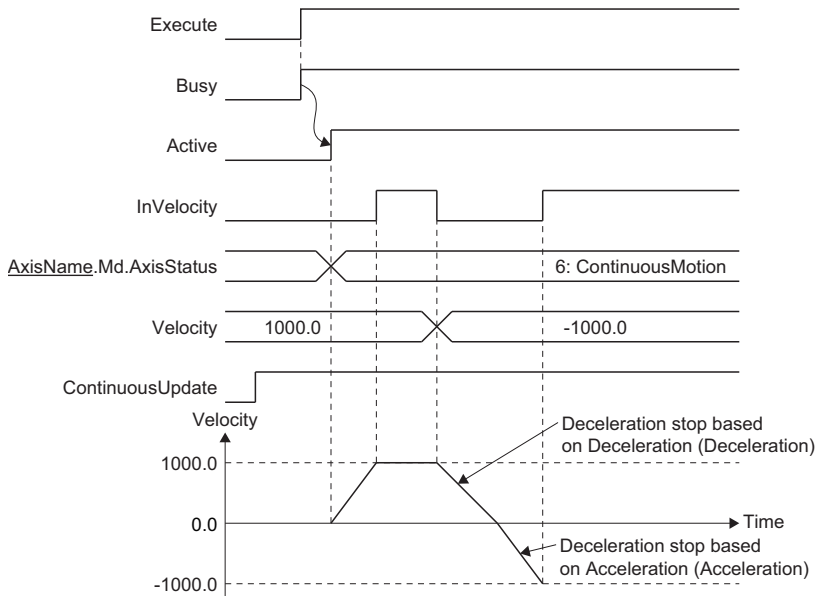 Execute
Busy
Active
InVelocity
AxisName.Md.AxisStatus
6: ContinuousMotion
Velocity
1000.0
-1000.0
ContinuousUpdate
Velocity
Deceleration stop based
on Deceleration (Deceleration)
1000.0
0.0
Time
Deceleration stop based
on Acceleration (Acceleration)
-1000.0